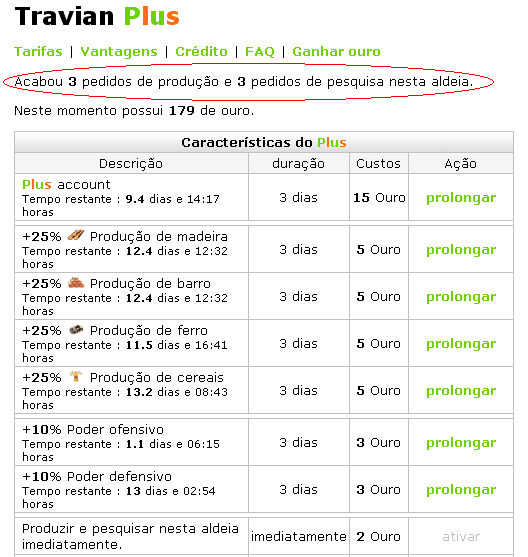 Travian Plus
Tarifas | Vantagens | Crédito | FAQ | Ganhar ouro
Acabou 3 pedidos de produção e 3 pedidos de pesquisa nesta aldeia.
Neste momento possui 179 de ouro.
Características do Plus
Descrição duração Custos Ação
Plus account
Tempo restante : 9.4 dias e 14:17
horas
3 dias 15 Ouro prolongar
+25% Produção de madeira
Tempo restante : 12.4 dias e 12:32
horas
3 dias 5 Ouro prolongar
+25% Produção de barro
Tempo restante : 12.4 dias e 12:32
horas
3 dias 5 Ouro prolongar
+25% Produção de ferro
Tempo restante : 11.5 dias e 16:41
horas
3 dias 5 Ouro prolongar
+25% Produção de cereais
Tempo restante : 13.2 dias e 08:43
horas
3 dias 5 Ouro prolongar
+10% Poder ofensivo
Tempo restante : 1.1 dias e 06:15
horas
3 dias 3 Ouro prolongar
+10% Poder defensivo
Tempo restante : 13 dias e 02:54
horas
3 dias 3 Ouro prolongar
Produzir e pesquisar nesta aldeia
imediatamente.
imediatamente 2 Ouro ativar